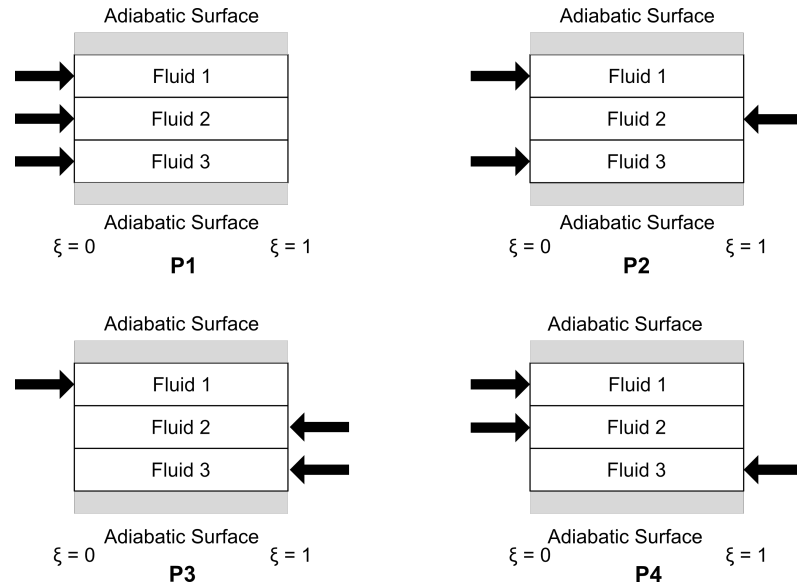 Adiabatic Surface
Fluid 1
Fluid 2
Fluid 3
Adiabatic Surface
ξ = 0 ξ = 1
P1
Adiabatic Surface
Fluid 1
Fluid 2
Fluid 3
Adiabatic Surface
ξ = 0 ξ = 1
P2
Adiabatic Surface
Fluid 1
Fluid 2
Fluid 3
Adiabatic Surface
ξ = 0 ξ = 1
P3
Adiabatic Surface
Fluid 1
Fluid 2
Fluid 3
Adiabatic Surface
ξ = 0 ξ = 1
P4